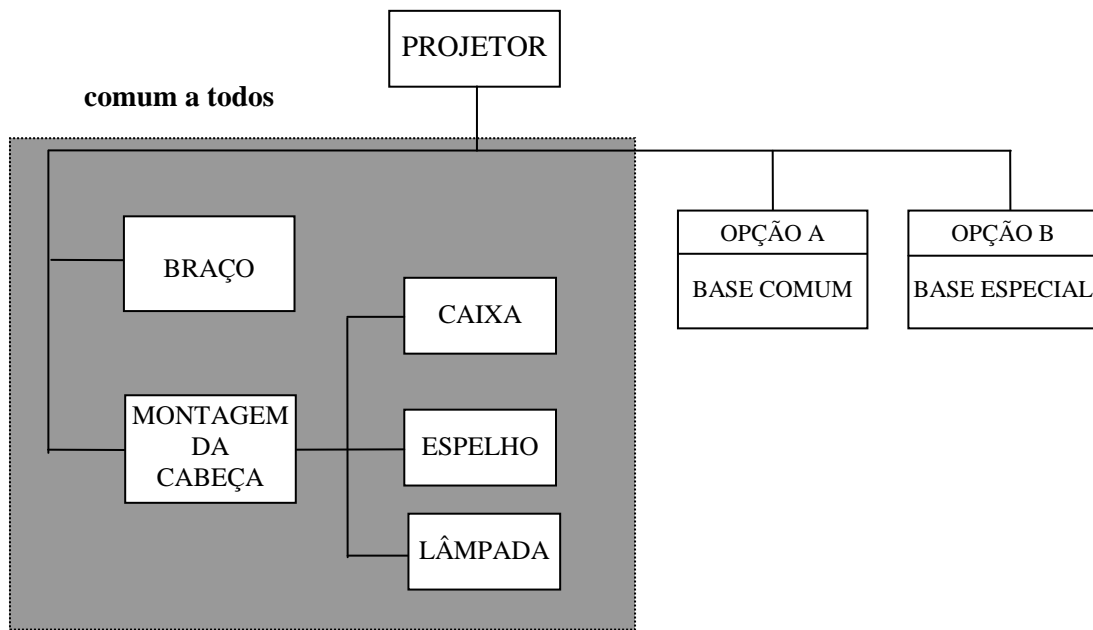 PROJETOR
comum a todos
BRAÇO
MONTAGEM
DA
CABEÇA
CAIXA
ESPELHO
LÂMPADA
OPÇÃO A
BASE COMUM
OPÇÃO B
BASE ESPECIAL